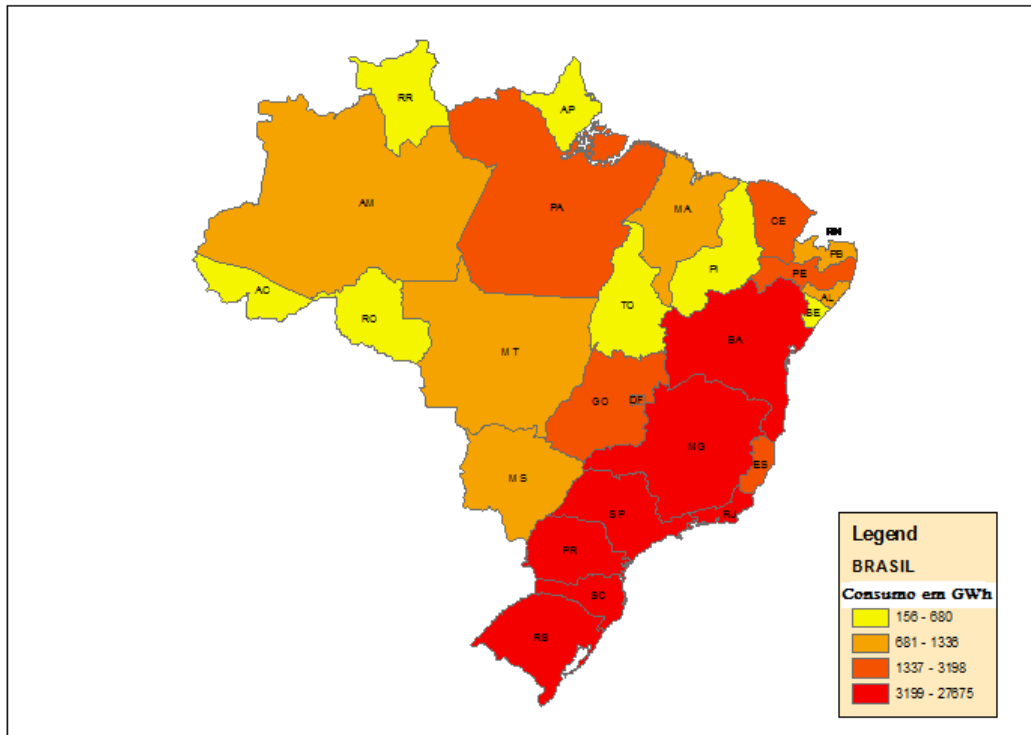 RR
AP
AM
PA
MA
CE
RN
PB
PI
PE
AC
TO
AL
SE
RO
BA
MT
GO
DF
MG
MS
ES
SP
RJ
PR
SC
RS
Legend
BRASIL
Consumo em GWh
156 - 680
681 - 1336
1337 - 3198
3199 - 27675